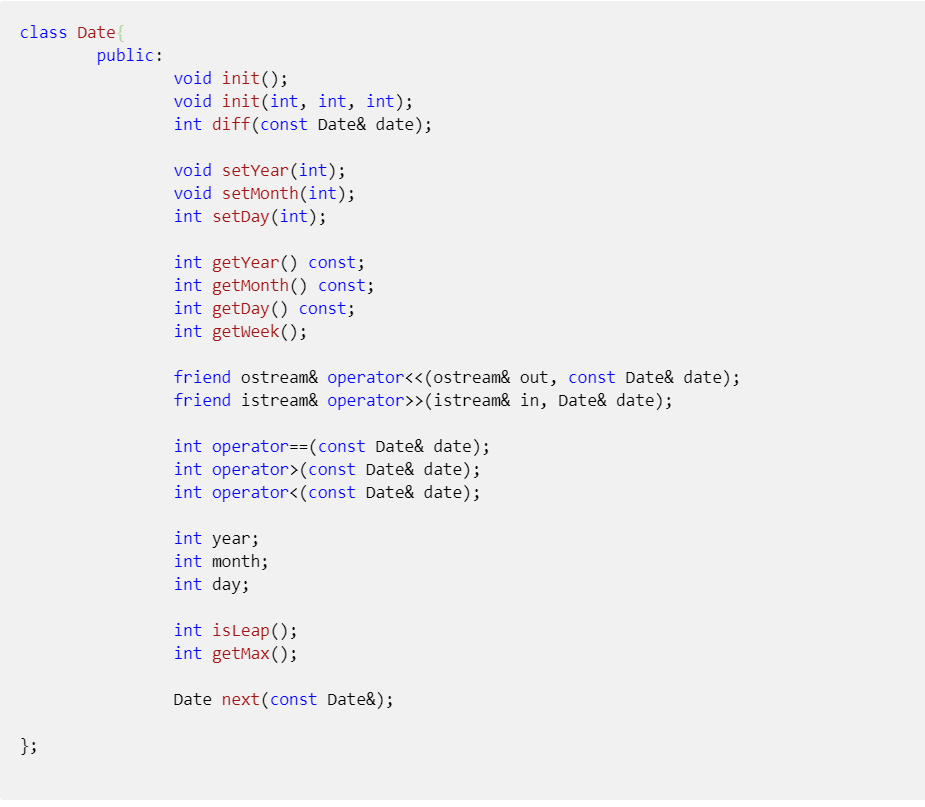 class Date{
public:
void init();
void init(int, int, int);
int diff(const Date& date);
void setYear(int);
void setMonth(int);
int setDay(int);
int getYear() const;
int getMonth() const;
int getDay() const;
int getWeek();
friend ostream& operator<<(ostream& out, const Date& date);
friend istream& operator>>(istream& in, Date& date);
int operator==(const Date& date);
int operator>(const Date& date);
int operator<(const Date& date);
int year;
int month;
int day;
int isLeap();
int getMax();
Date next(const Date&);
};